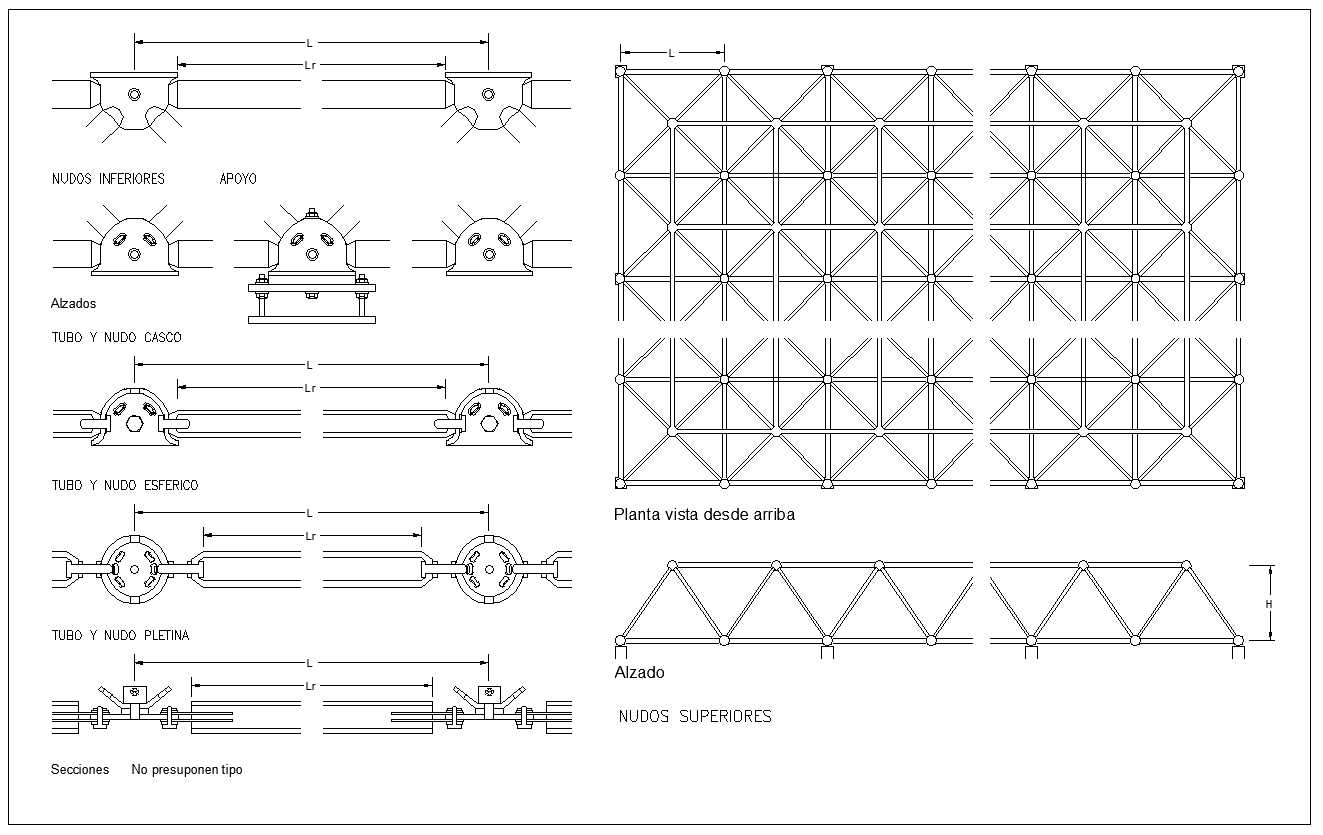 L
Lr
NUDOS INFERIORES APOYO
Alzados
TUBO Y NUDO CASCO
L
Lr
TUBO Y NUDO ESFERICO
L
Lr
TUBO Y NUDO PLETINA
L
Lr
Secciones No presuponen tipo
L
Planta vista desde arriba
H
Alzado
NUDOS SUPERIORES